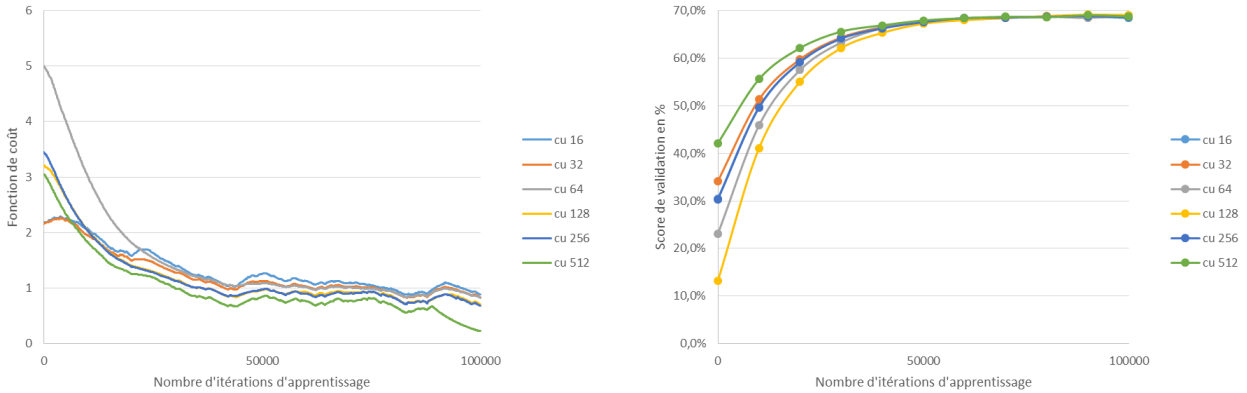 6
5
4
3
2
1
0
Fonction de coût
0
50000
100000
Nombre d'itérations d'apprentissage
cu 16
cu 32
cu 64
cu 128
cu 256
cu 512
70,0%
60,0%
50,0%
40,0%
30,0%
20,0%
10,0%
0,0%
Score de validation en %
0
50000
100000
Nombre d'itérations d'apprentissage
cu 16
cu 32
cu 64
cu 128
cu 256
cu 512